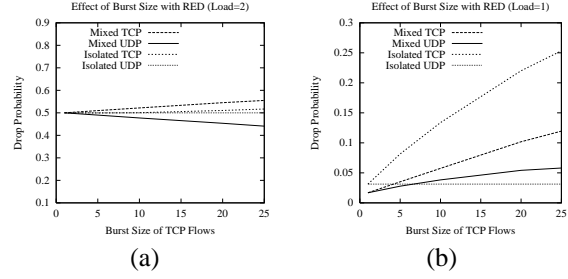 Effect of Burst Size with RED (Load=2)
0.9
0.8
0.7
0.6
0.5
0.4
0.3
0.2
0.1
Drop Probability
Mixed TCP
Mixed UDP
Isolated TCP
Isolated UDP
0 5 10 15 20 25
Burst Size of TCP Flows
(a)
Effect of Burst Size with RED (Load=1)
0.3
0.25
0.2
0.15
0.1
0.05
0
Drop Probability
Mixed TCP
Mixed UDP
Isolated TCP
Isolated UDP
0 5 10 15 20 25
Burst Size of TCP Flows
(b)